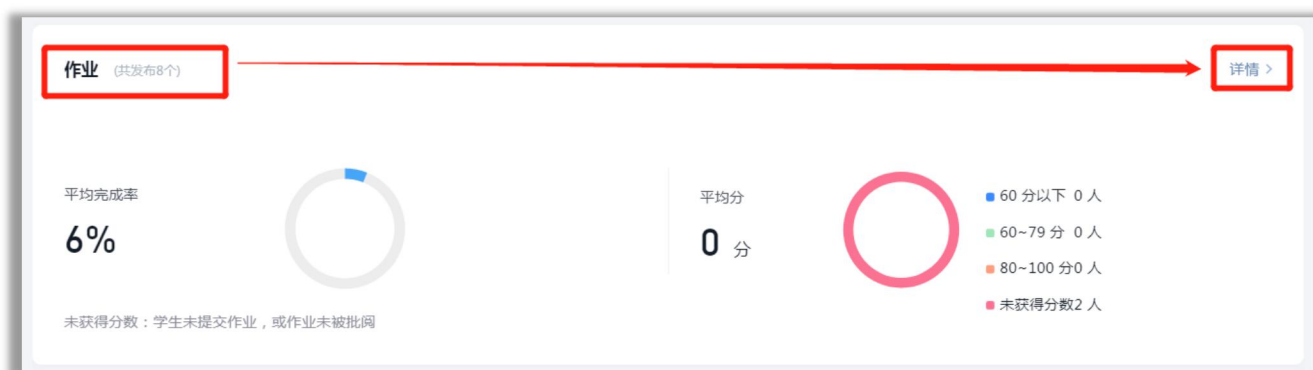 作业 (共发布8个)
详情 >
平均完成率
6%
平均分
0 分
60 分以下 0 人
60~79 分 0 人
80~100 分0 人
未获得分数2 人
未获得分数：学生未提交作业，或作业未被批阅